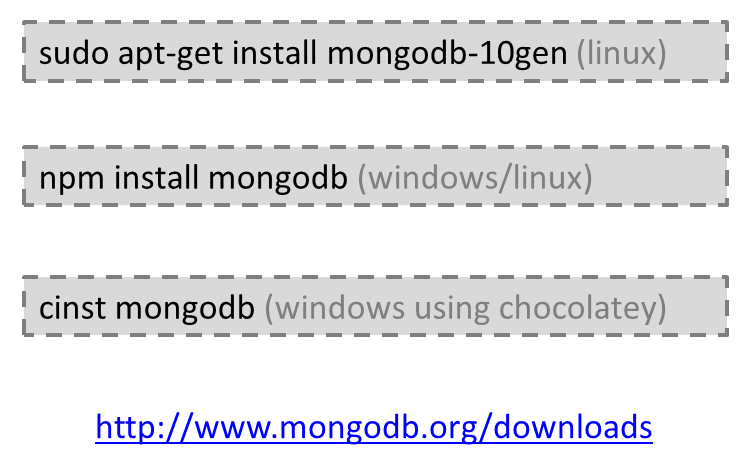 sudo apt-get install mongodb-10gen (linux)
npm install mongodb (windows/linux)
cinst mongodb (windows using chocolatey)
http://www.mongodb.org/downloads